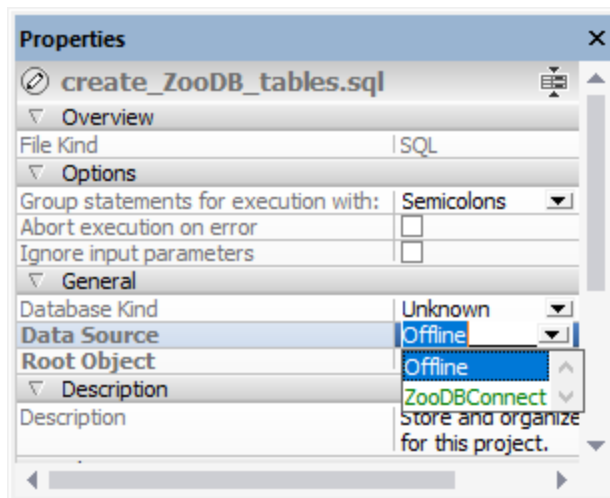 Properties
create_ZooDB_tables.sql
Overview
File Kind SQL
Options
Group statements for execution with: Semicolons
Abort execution on error
Ignore input parameters
General
Database Kind Unknown
Data Source Offline
Root Object Offline
ZooDBConnect
Description
Description Store and organize
for this project.